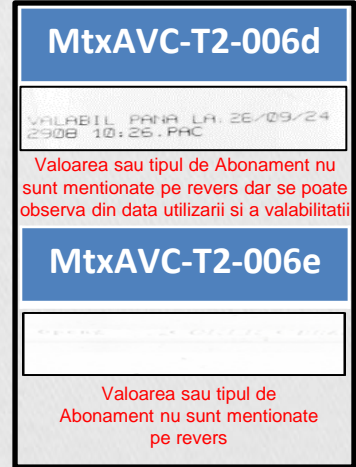 MtxAVC-T2-006d
VALABIL PANA LA:26/09/24
2908 10:26.PAC
Valoarea sau tipul de Abonament nu
sunt mentionate pe revers dar se poate
observa din data utilizarii si a valabilitatii
MtxAVC-T2-006e
Valoarea sau tipul de
Abonament nu sunt mentionate
pe revers